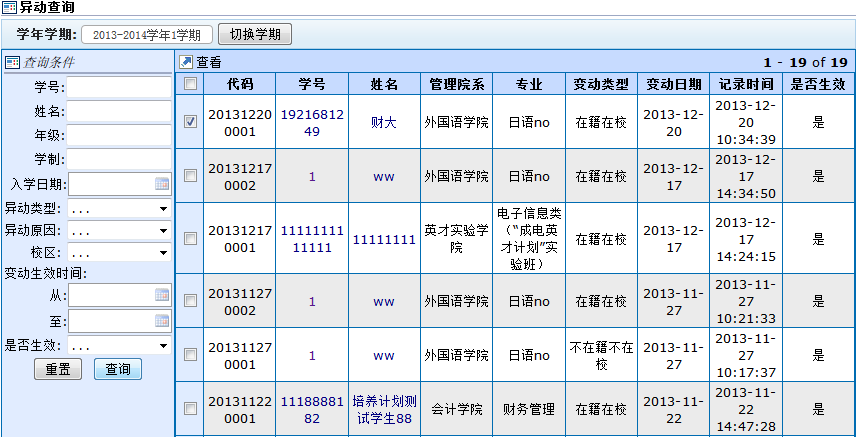 异动查询
学年学期: 2013-2014学年1学期 切换学期
查询条件
学号:
姓名:
年级:
学制:
入学日期:
异动类型: ...
异动原因: ...
校区: ...
变动生效时间:
从:
至:
是否生效: ...
重置 查询
查看 1 - 19 of 19
代码 学号 姓名 管理院系 专业 变动类型 变动日期 记录时间 是否生效
201312200001 1921681249 财大 外国语学院 日语no 在籍在校 2013-12-20 2013-12-20 10:34:39 是
201312170002 1 ww 外国语学院 日语no 在籍在校 2013-12-17 2013-12-17 14:34:50 是
201312170001 1111111111111 11111111 英才实验学院 电子信息类（“成电英才计划”实验班） 在籍在校 2013-12-17 2013-12-17 14:24:15 是
201311270002 1 ww 外国语学院 日语no 在籍在校 2013-11-27 2013-11-27 10:21:33 是
201311270001 1 ww 外国语学院 日语no 不在籍不在校 2013-11-27 2013-11-27 10:17:37 是
201311220001 1118888182 培养计划测试学生88 会计学院 财务管理 在籍在校 2013-11-22 2013-11-22 14:47:28 是